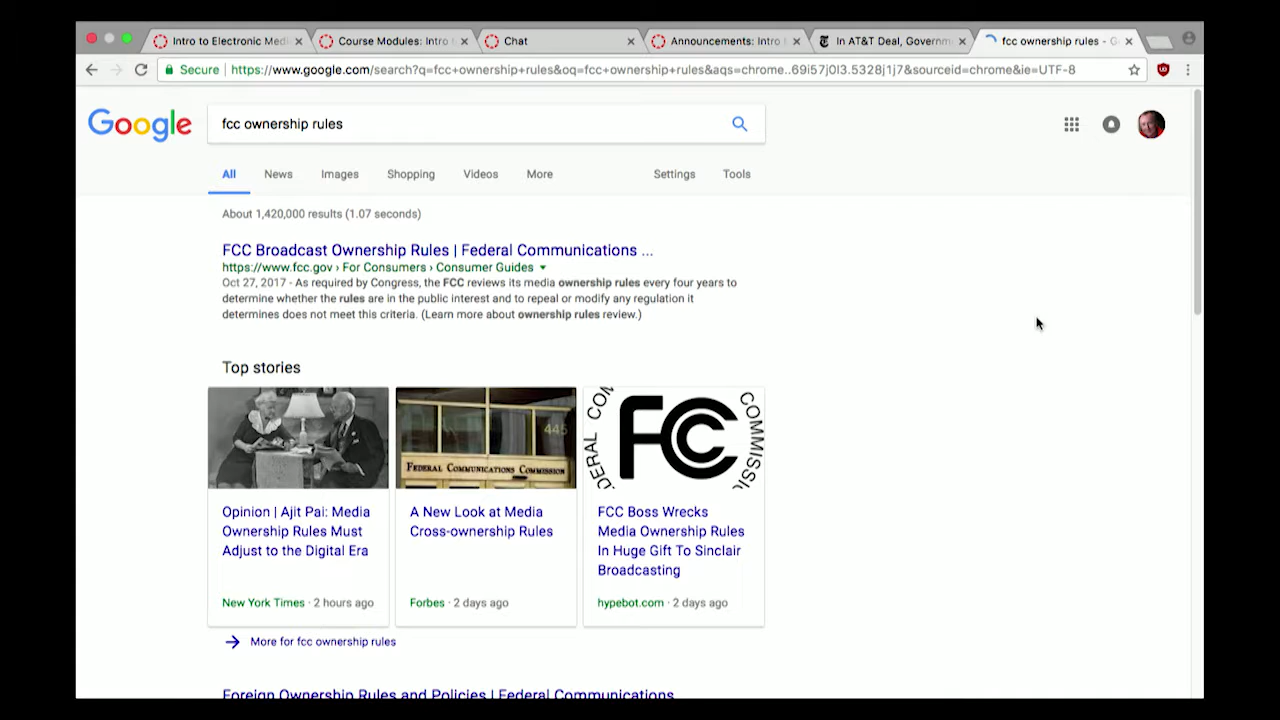 Intro to Electronic Medi
Course Modules: Intro t
Chat
Announcements: Intro t
In AT&T Deal, Governm
fcc ownership rules - G
Secure
https://www.google.com/search?q=fcc+ownership+rules&oq=fcc+ownership+rules&aqs=chrome..69i57j0l3.5328j1j7&sourceid=chrome&ie=UTF-8
Google
fcc ownership rules
All News Images Shopping Videos More Settings Tools
About 1,420,000 results (1.07 seconds)
FCC Broadcast Ownership Rules | Federal Communications ...
https://www.fcc.gov › For Consumers › Consumer Guides
Oct 27, 2017 - As required by Congress, the FCC reviews its media ownership rules every four years to
determine whether the rules are in the public interest and to repeal or modify any regulation it
determines does not meet this criteria. (Learn more about ownership rules review.)
Top stories
445
FEDERAL COMMUNICATIONS COMMISSION
DERAL COM
FCC
COMMISSIO
Opinion | Ajit Pai: Media
Ownership Rules Must
Adjust to the Digital Era
New York Times · 2 hours ago
A New Look at Media
Cross-ownership Rules
Forbes · 2 days ago
FCC Boss Wrecks
Media Ownership Rules
In Huge Gift To Sinclair
Broadcasting
hypebot.com · 2 days ago
More for fcc ownership rules
Foreign Ownership Rules and Policies | Federal Communications